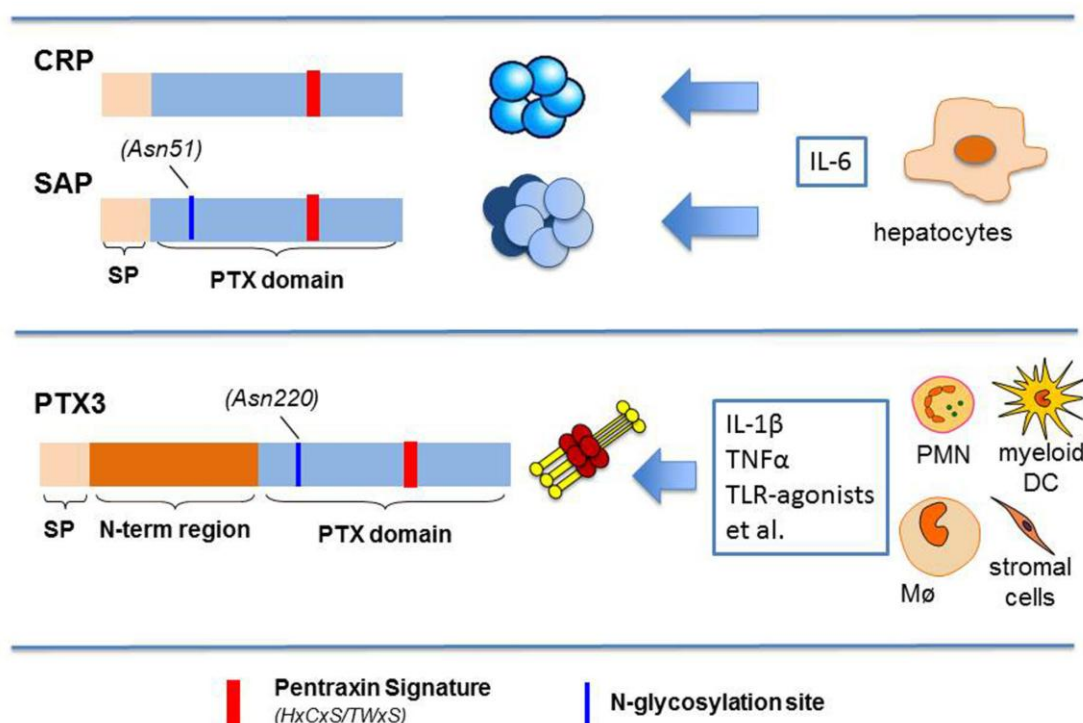 CRP
(Asn51)
SAP
SP
PTX domain
IL-6
hepatocytes
PTX3
(Asn220)
SP
N-term region
PTX domain
IL-1β
TNFα
TLR-agonists
et al.
PMN
myeloid
DC
Mø
stromal
cells
Pentraxin Signature
(HxCxS/TWxS)
N-glycosylation site